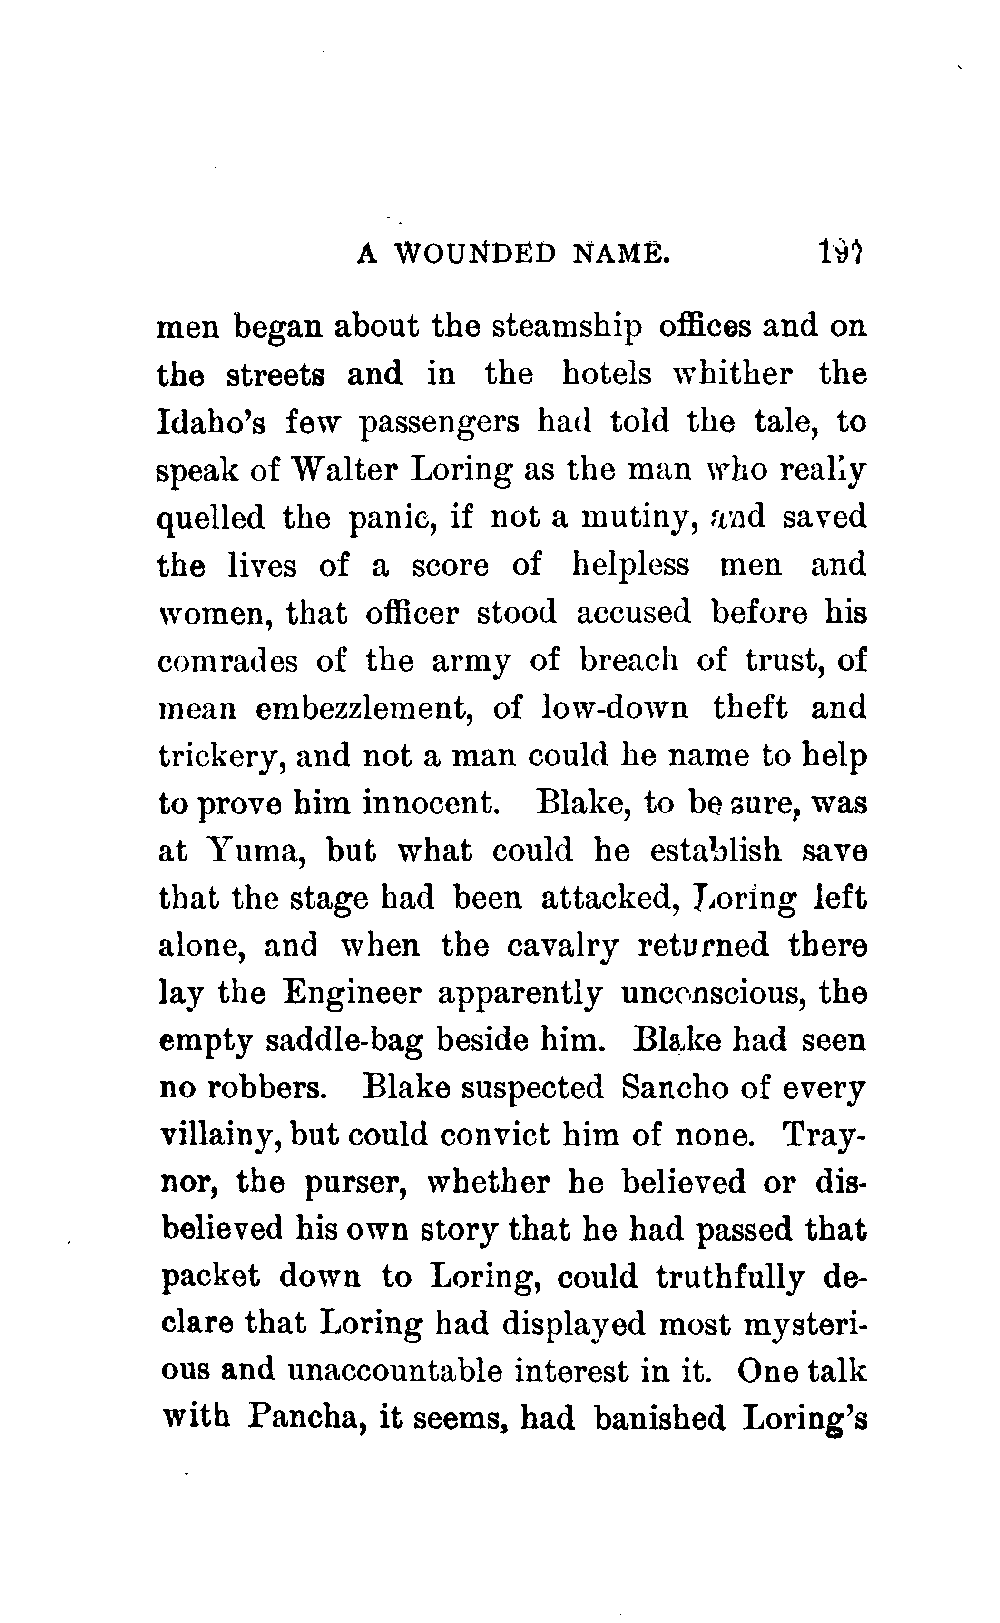 A WOUNDED NAME. 197
men began about the steamship offices and on
the streets and in the hotels whither the
Idaho's few passengers had told the tale, to
speak of Walter Loring as the man who really
quelled the panic, if not a mutiny, and saved
the lives of a score of helpless men and
women, that officer stood accused before his
comrades of the army of breach of trust, of
mean embezzlement, of low-down theft and
trickery, and not a man could he name to help
to prove him innocent. Blake, to be sure, was
at Yuma, but what could he establish save
that the stage had been attacked, Loring left
alone, and when the cavalry returned there
lay the Engineer apparently unconscious, the
empty saddle-bag beside him. Blake had seen
no robbers. Blake suspected Sancho of every
villainy, but could convict him of none. Tray-
nor, the purser, whether he believed or dis-
believed his own story that he had passed that
packet down to Loring, could truthfully de-
clare that Loring had displayed most mysteri-
ous and unaccountable interest in it. One talk
with Pancha, it seems, had banished Loring's